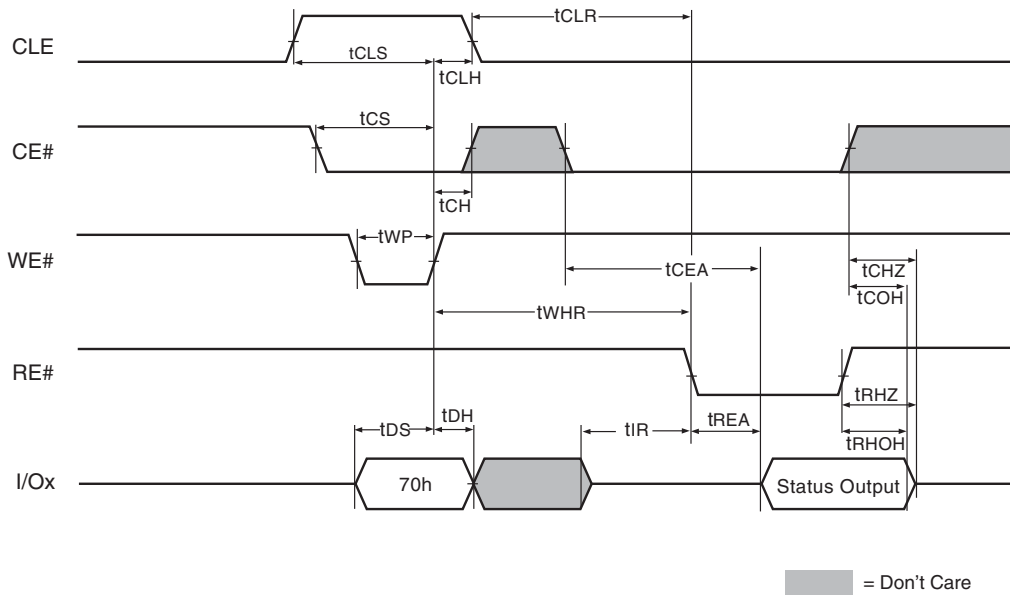 tCLR
CLE
tCLS
tCLH
tCS
CE#
tCH
tWP
WE#
tCEA
tCHZ
tCOH
tWHR
RE#
tRHZ
tDS
tDH
tIR
tREA
tRHOH
I/Ox
70h
Status Output
= Don't Care